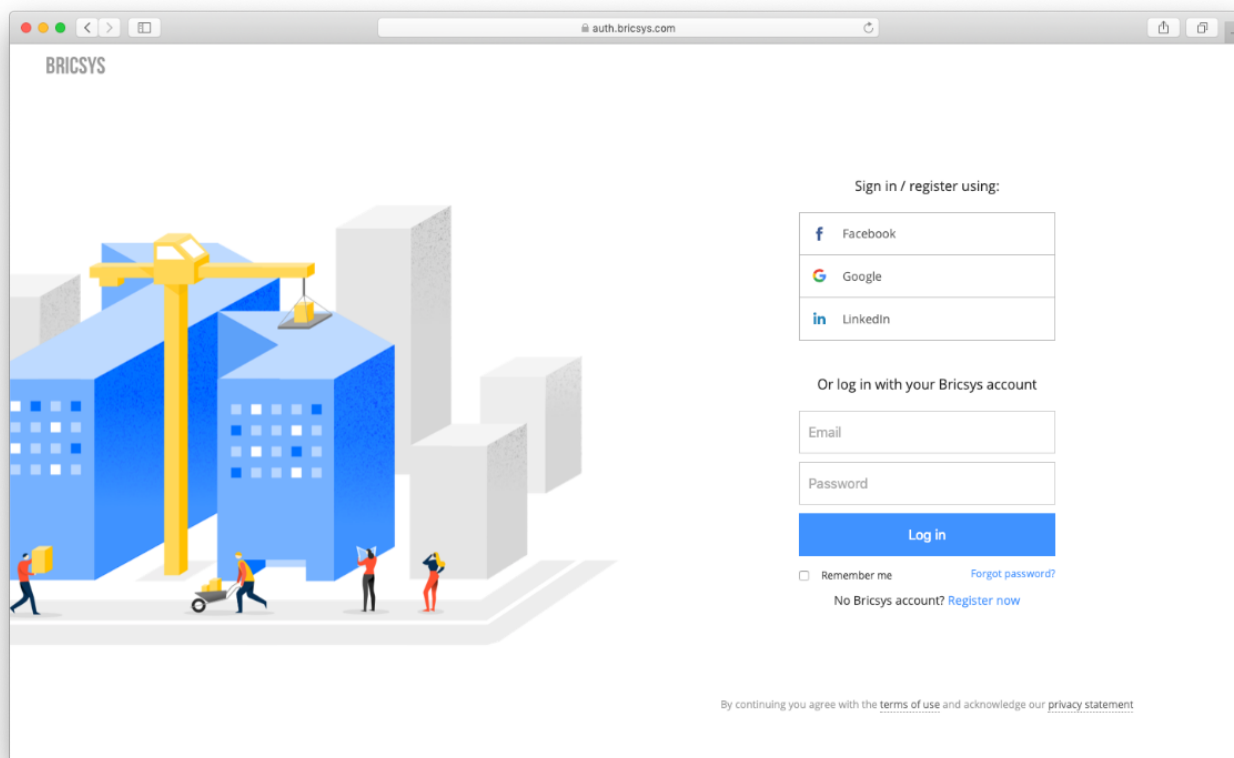 auth.bricsys.com
BRICSYS
Sign in / register using:
Facebook
Google
LinkedIn
Or log in with your Bricsys account
Email
Password
Log in
Remember me
Forgot password?
No Bricsys account? Register now
By continuing you agree with the terms of use and acknowledge our privacy statement